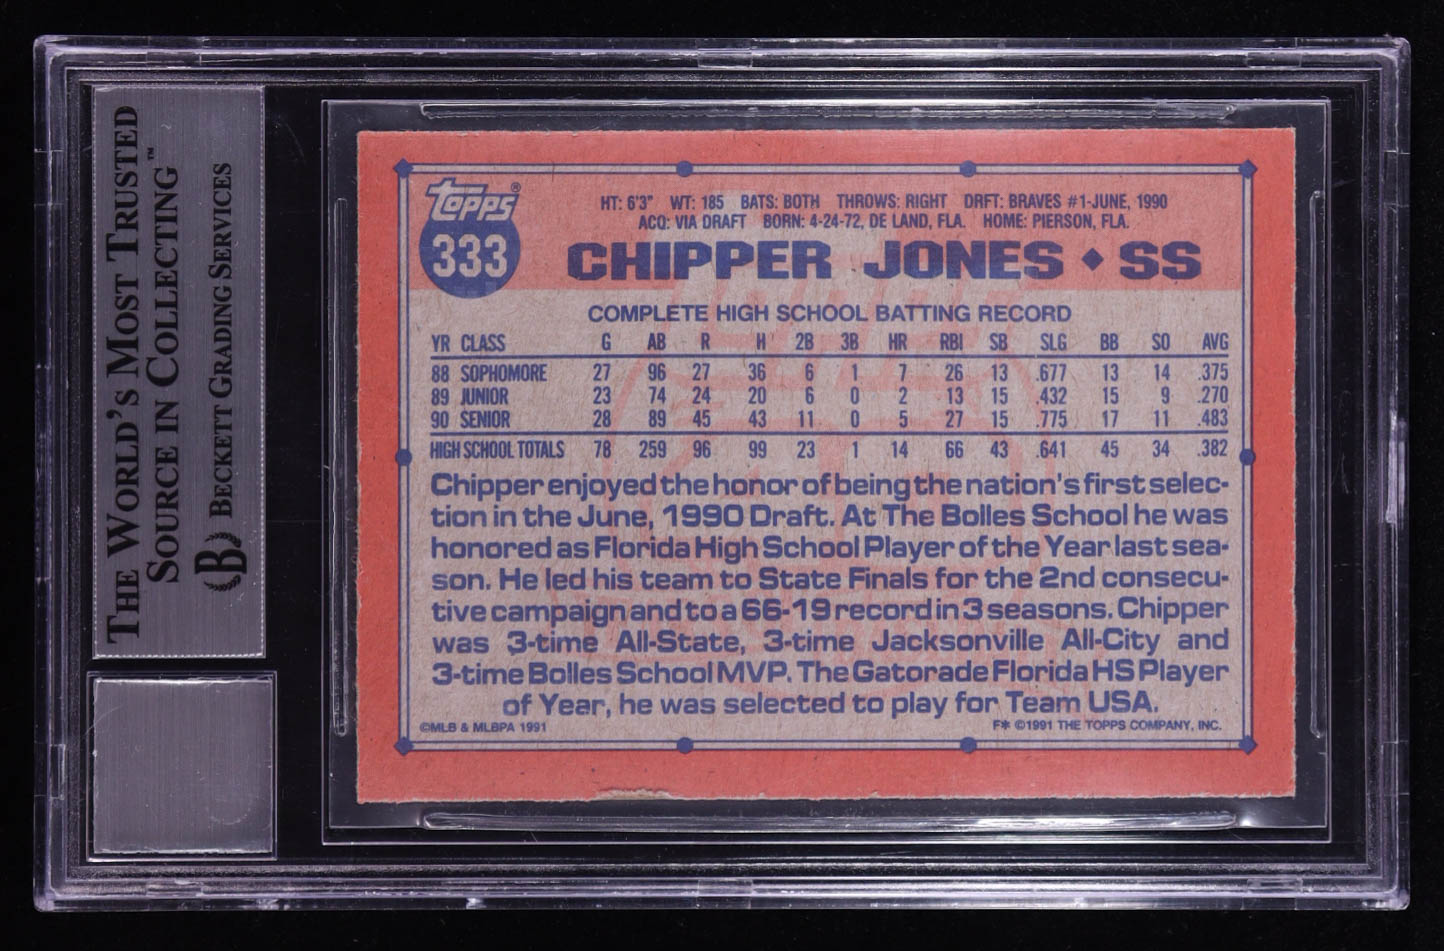 THE WORLD'S MOST TRUSTED
SOURCE IN COLLECTING™
BECKETT GRADING SERVICES
B
Topps®
333
HT: 6'3" WT: 185 BATS: BOTH THROWS: RIGHT DRFT: BRAVES #1-JUNE, 1990
ACQ: VIA DRAFT BORN: 4-24-72, DE LAND, FLA. HOME: PIERSON, FLA.
CHIPPER JONES ♦ SS
COMPLETE HIGH SCHOOL BATTING RECORD
YR CLASS G AB R H 2B 3B HR RBI SB SLG BB SO AVG
88 SOPHOMORE 27 96 27 36 6 1 7 26 13 .677 13 14 .375
89 JUNIOR 23 74 24 20 6 0 2 13 15 .432 15 9 .270
90 SENIOR 28 89 45 43 11 0 5 27 15 .775 17 11 .483
HIGH SCHOOL TOTALS 78 259 96 99 23 1 14 66 43 .641 45 34 .382
Chipper enjoyed the honor of being the nation's first selec-
tion in the June, 1990 Draft. At The Bolles School he was
honored as Florida High School Player of the Year last sea-
son. He led his team to State Finals for the 2nd consecu-
tive campaign and to a 66-19 record in 3 seasons. Chipper
was 3-time All-State, 3-time Jacksonville All-City and
3-time Bolles School MVP. The Gatorade Florida HS Player
of Year, he was selected to play for Team USA.
©MLB & MLBPA 1991
F* ©1991 THE TOPPS COMPANY, INC.